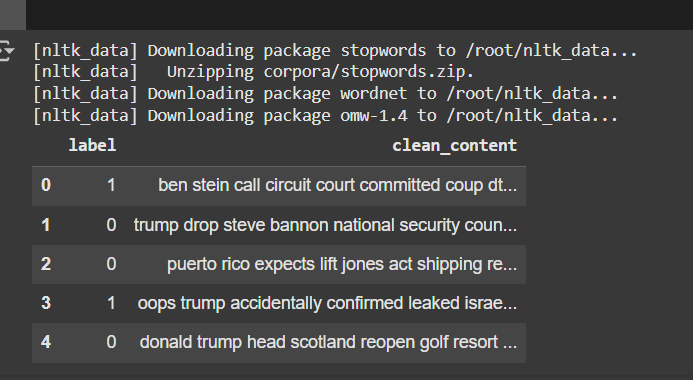 [nltk_data] Downloading package stopwords to /root/nltk_data...
[nltk_data]   Unzipping corpora/stopwords.zip.
[nltk_data] Downloading package wordnet to /root/nltk_data...
[nltk_data] Downloading package omw-1.4 to /root/nltk_data...
label clean_content
0 1 ben stein call circuit court committed coup dt...
1 0 trump drop steve bannon national security coun...
2 0 puerto rico expects lift jones act shipping re...
3 1 oops trump accidentally confirmed leaked israe...
4 0 donald trump head scotland reopen golf resort ...